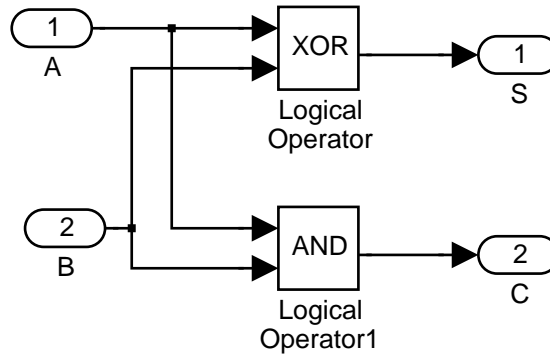 1
A
XOR
Logical
Operator
1
S
2
B
AND
Logical
Operator1
2
C